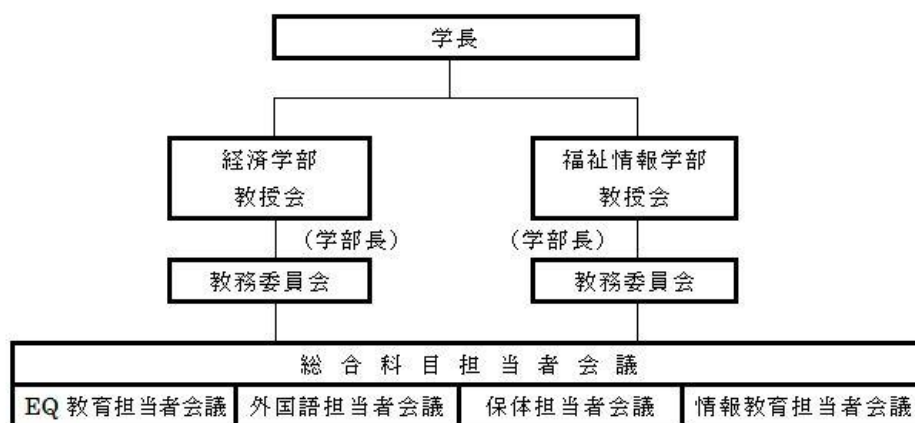 学長
経済学部
教授会
福祉情報学部
教授会
(学部長)
(学部長)
教務委員会
教務委員会
総合科目担当者会議
EQ教育担当者会議
外国語担当者会議
保体担当者会議
情報教育担当者会議